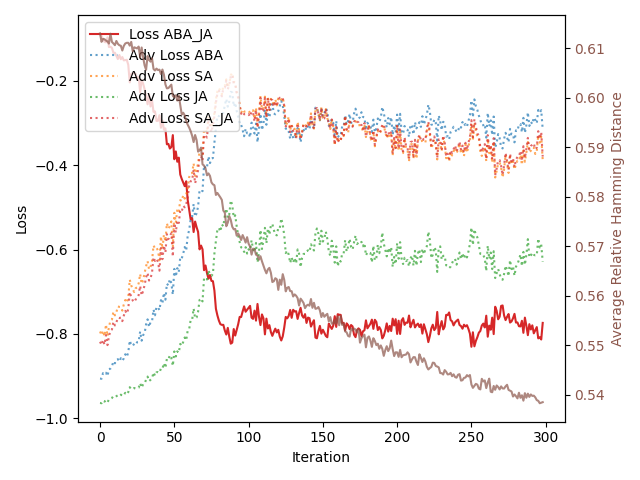 Loss ABA_JA
Adv Loss ABA
Adv Loss SA
Adv Loss JA
Adv Loss SA_JA
−0.2
−0.4
−0.6
−0.8
−1.0
Loss
0
50
100
150
200
250
300
Iteration
0.61
0.60
0.59
0.58
0.57
0.56
0.55
0.54
Average Relative Hamming Distance